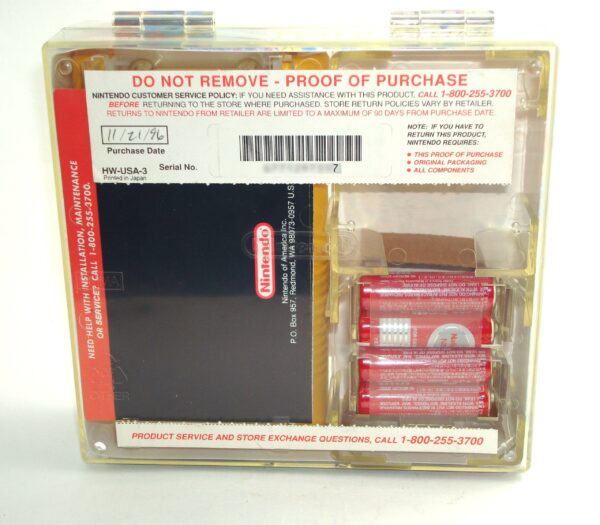 DO NOT REMOVE - PROOF OF PURCHASE
NINTENDO CUSTOMER SERVICE POLICY: IF YOU NEED ASSISTANCE WITH THIS PRODUCT, CALL 1-800-255-3700
BEFORE RETURNING TO THE STORE WHERE PURCHASED. STORE RETURN POLICIES VARY BY RETAILER.
RETURNS TO NINTENDO FROM RETAILER ARE LIMITED TO A MAXIMUM OF 90 DAYS FROM PURCHASE DATE.
11/21/96
Purchase Date
HW-USA-3
Printed in Japan
Serial No.
7
NOTE: IF YOU HAVE TO
RETURN THIS PRODUCT,
NINTENDO REQUIRES:
• THIS PROOF OF PURCHASE
• ORIGINAL PACKAGING
• ALL COMPONENTS
NEED HELP WITH INSTALLATION, MAINTENANCE
OR SERVICE? CALL 1-800-255-3700.
Nintendo
Nintendo of America Inc.
P.O. Box 957, Redmond, WA 98073-0957 U.S.
PRODUCT SERVICE AND STORE EXCHANGE QUESTIONS, CALL 1-800-255-3700